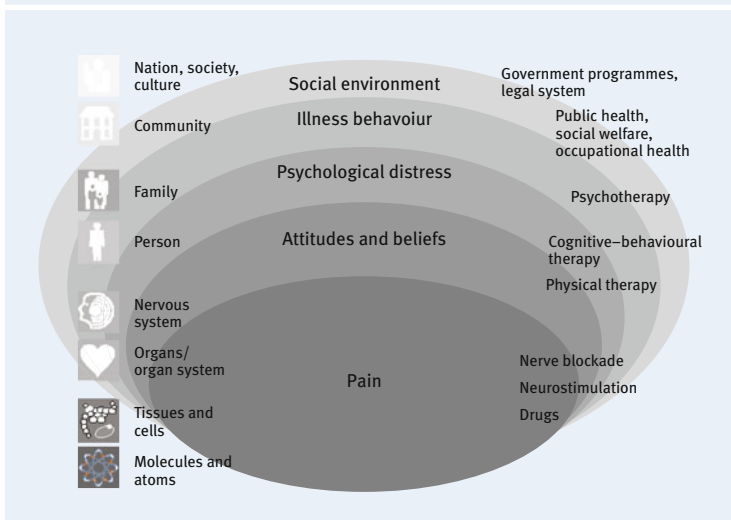 Nation, society,
culture
Community
Family
Person
Nervous
system
Organs/
organ system
Tissues and
cells
Molecules and
atoms
Social environment
Illness behavoiur
Psychological distress
Attitudes and beliefs
Pain
Government programmes,
legal system
Public health,
social welfare,
occupational health
Psychotherapy
Cognitive–behavioural
therapy
Physical therapy
Nerve blockade
Neurostimulation
Drugs